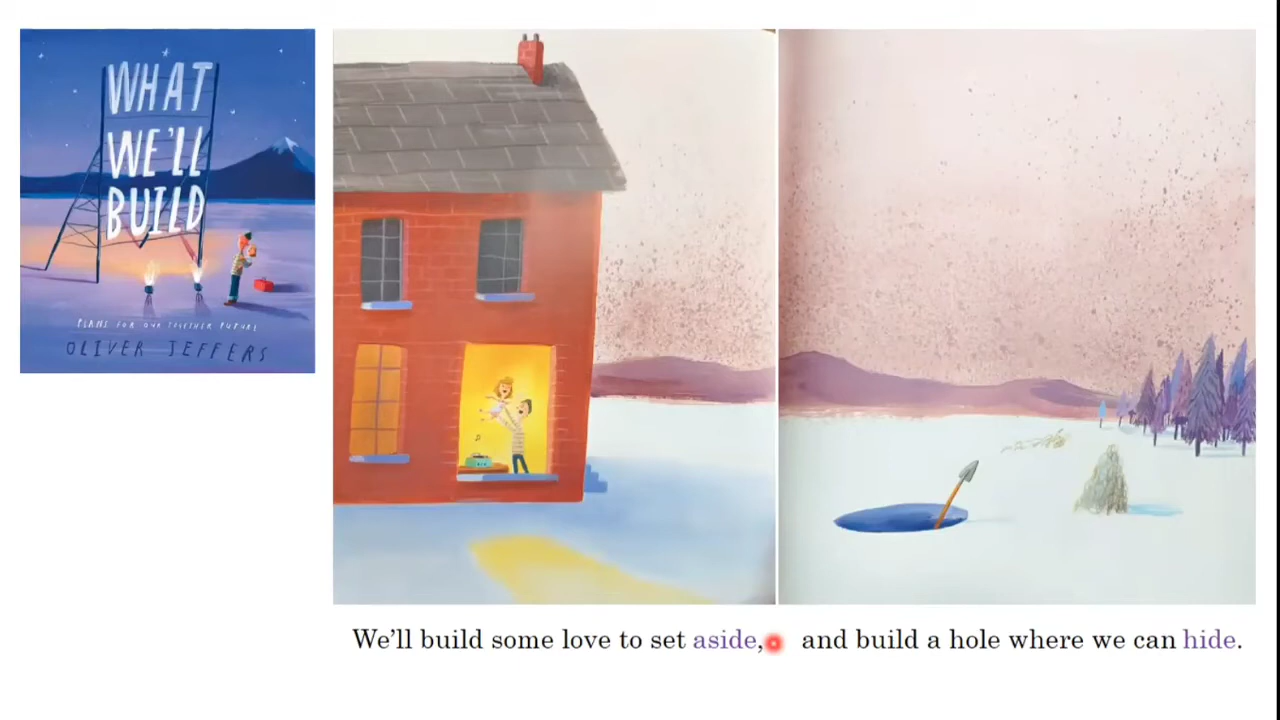 WHAT
WE'LL
BUILD
PLANS FOR OUR TOGETHER FUTURE
OLIVER JEFFERS
We'll build some love to set aside, and build a hole where we can hide.